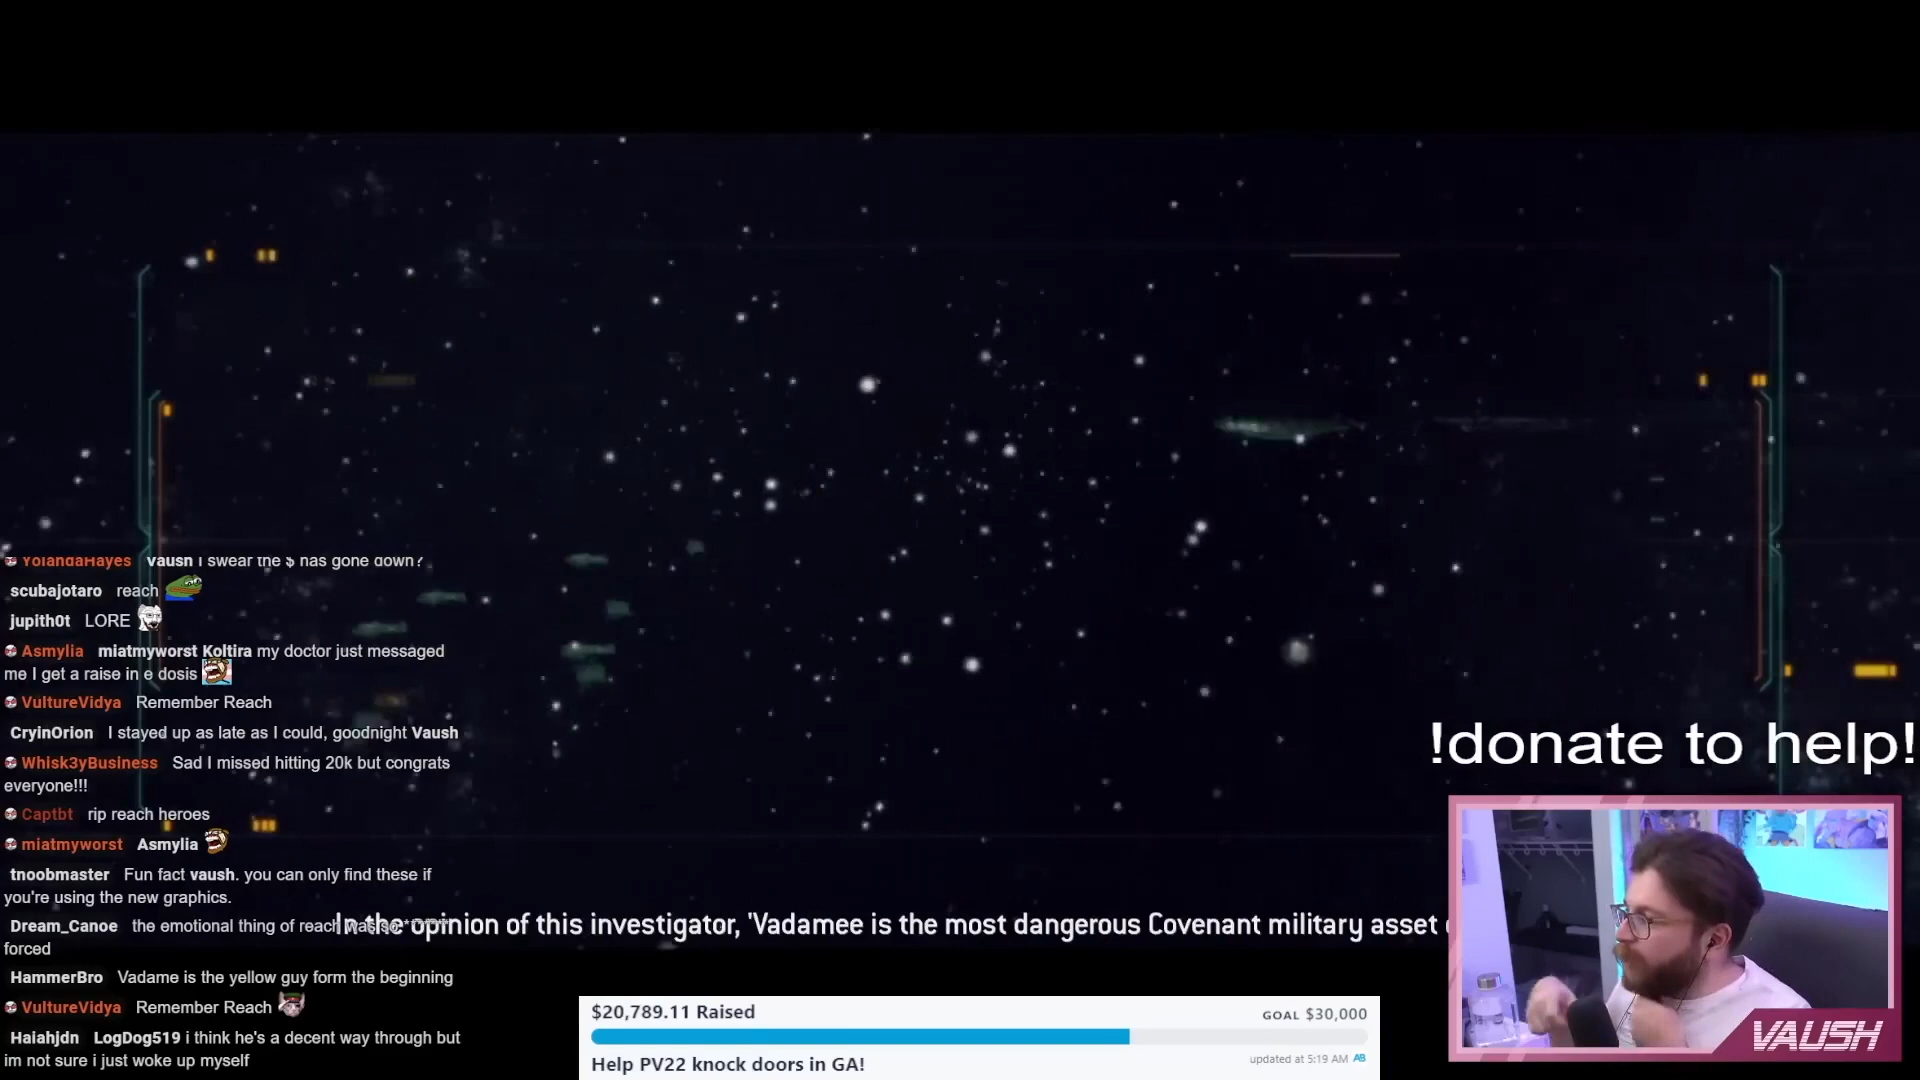 YolandaHayes Vaush I swear the $ has gone down?
scubajotaro reach
jupith0t LORE
Asmylia miatmyworst Koltira my doctor just messaged
me I get a raise in e dosis
VultureVidya Remember Reach
CryinOrion I stayed up as late as I could, goodnight Vaush
!donate to help!
Whisk3yBusiness Sad I missed hitting 20k but congrats
everyone!!!
Captbt rip reach heroes
miatmyworst Asmylia
tnoobmaster Fun fact vaush. you can only find these if
you're using the new graphics.
Dream_Canoe the emotional thing of reach was so
forced
In the opinion of this investigator, 'Vadamee is the most dangerous Covenant military asset
HammerBro Vadame is the yellow guy form the beginning
VultureVidya Remember Reach
Haiahjdn LogDog519 i think he's a decent way through but
im not sure i just woke up myself
$20,789.11 Raised
GOAL $30,000
Help PV22 knock doors in GA!
updated at 5:19 AM AB
VAUSH